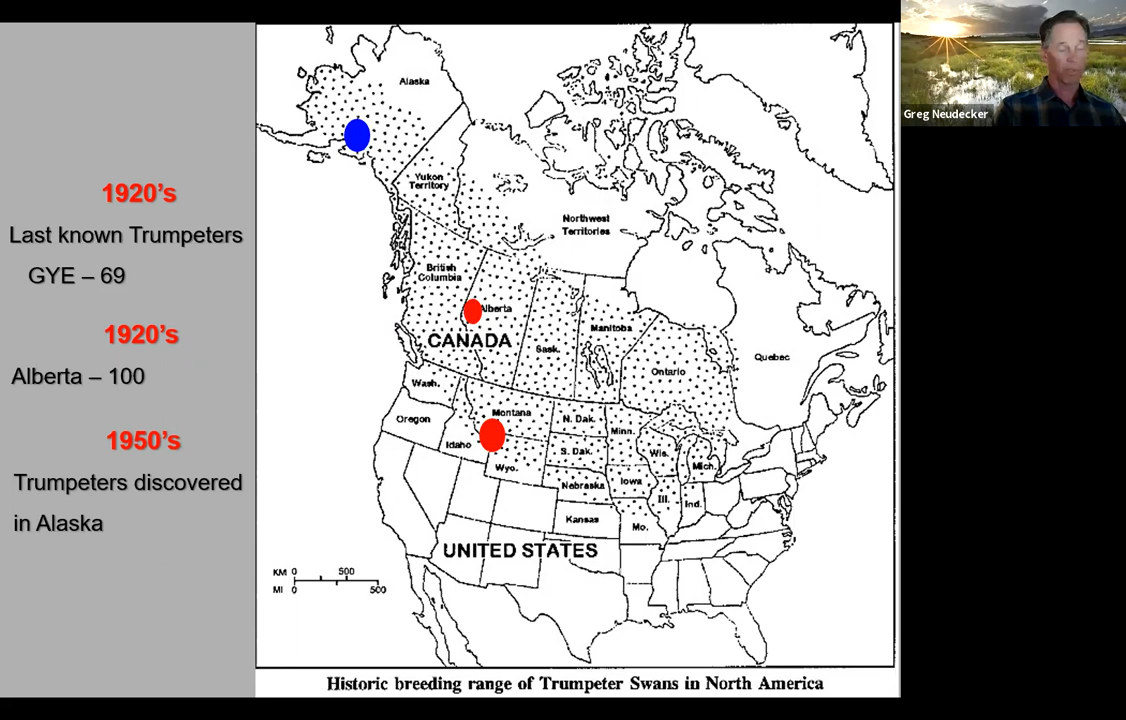 1920's
Last known Trumpeters
GYE – 69
1920's
Alberta – 100
1950's
Trumpeters discovered
in Alaska
Alaska
Yukon
Territory
Northwest
Territories
British
Columbia
Alberta
CANADA
Sask.
Manitoba
Ontario
Quebec
Wash.
Oregon
Idaho
Montana
Wyo.
N. Dak.
S. Dak.
Nebraska
Kansas
Minn.
Iowa
Mo.
Wis.
Ill.
Mich.
Ind.
UNITED STATES
KM 0 500
MI 0 500
Historic breeding range of Trumpeter Swans in North America
Greg Neudecker